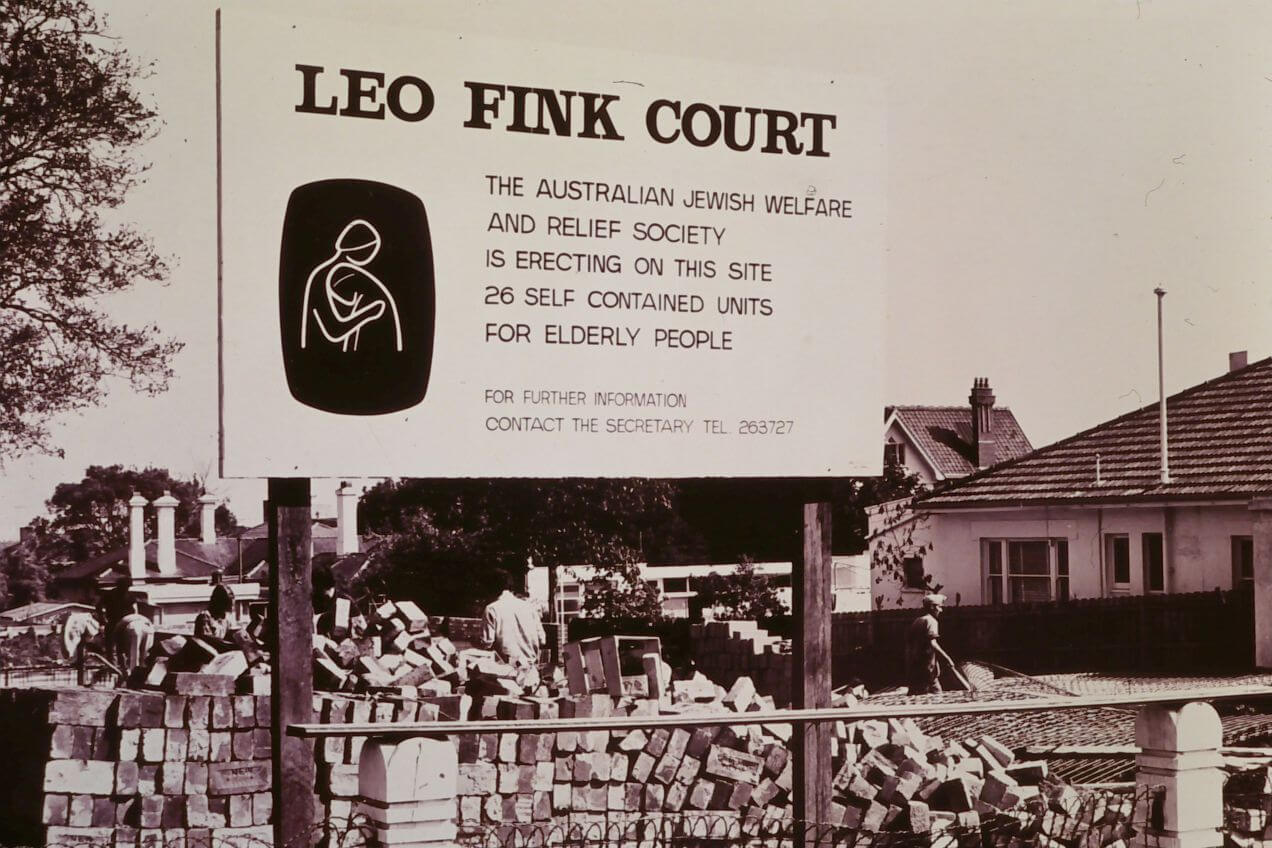 LEO FINK COURT
THE AUSTRALIAN JEWISH WELFARE
AND RELIEF SOCIETY
IS ERECTING ON THIS SITE
26 SELF CONTAINED UNITS
FOR ELDERLY PEOPLE
FOR FURTHER INFORMATION
CONTACT THE SECRETARY TEL. 263727